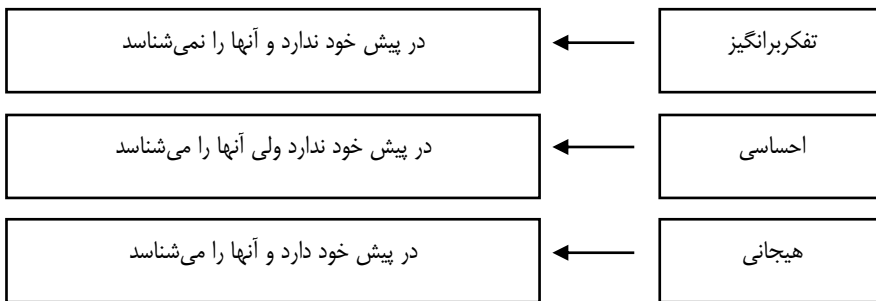 تفکربرانگیز
در پیش خود ندارد و آنها را نمی‌شناسد
احساسی
در پیش خود ندارد ولی آنها را می‌شناسد
هیجانی
در پیش خود دارد و آنها را می‌شناسد